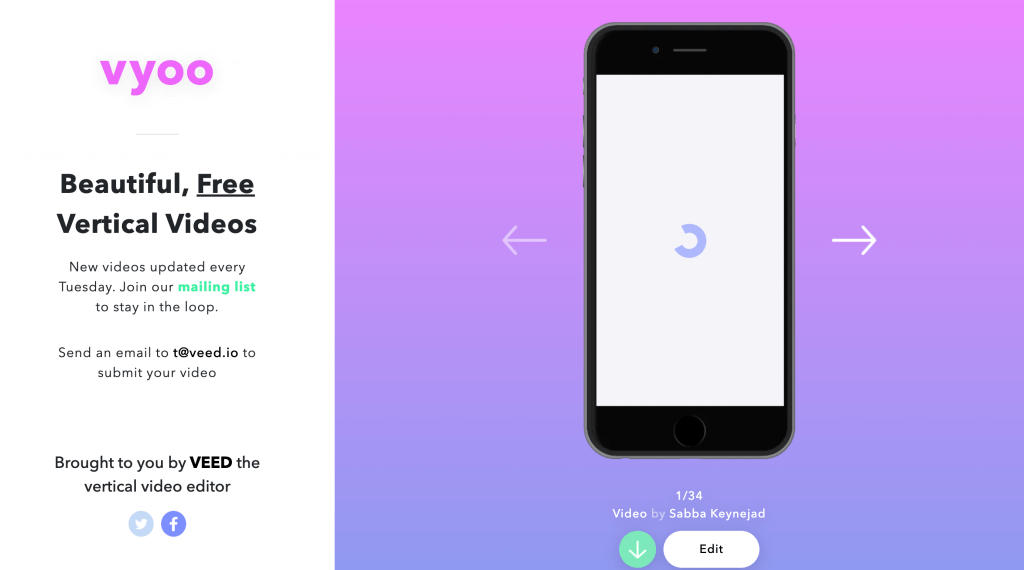 vyoo
Beautiful, Free
Vertical Videos
New videos updated every
Tuesday. Join our mailing list
to stay in the loop.
Send an email to t@veed.io to
submit your video
Brought to you by VEED the
vertical video editor
1/34
Video by Sabba Keynejad
Edit